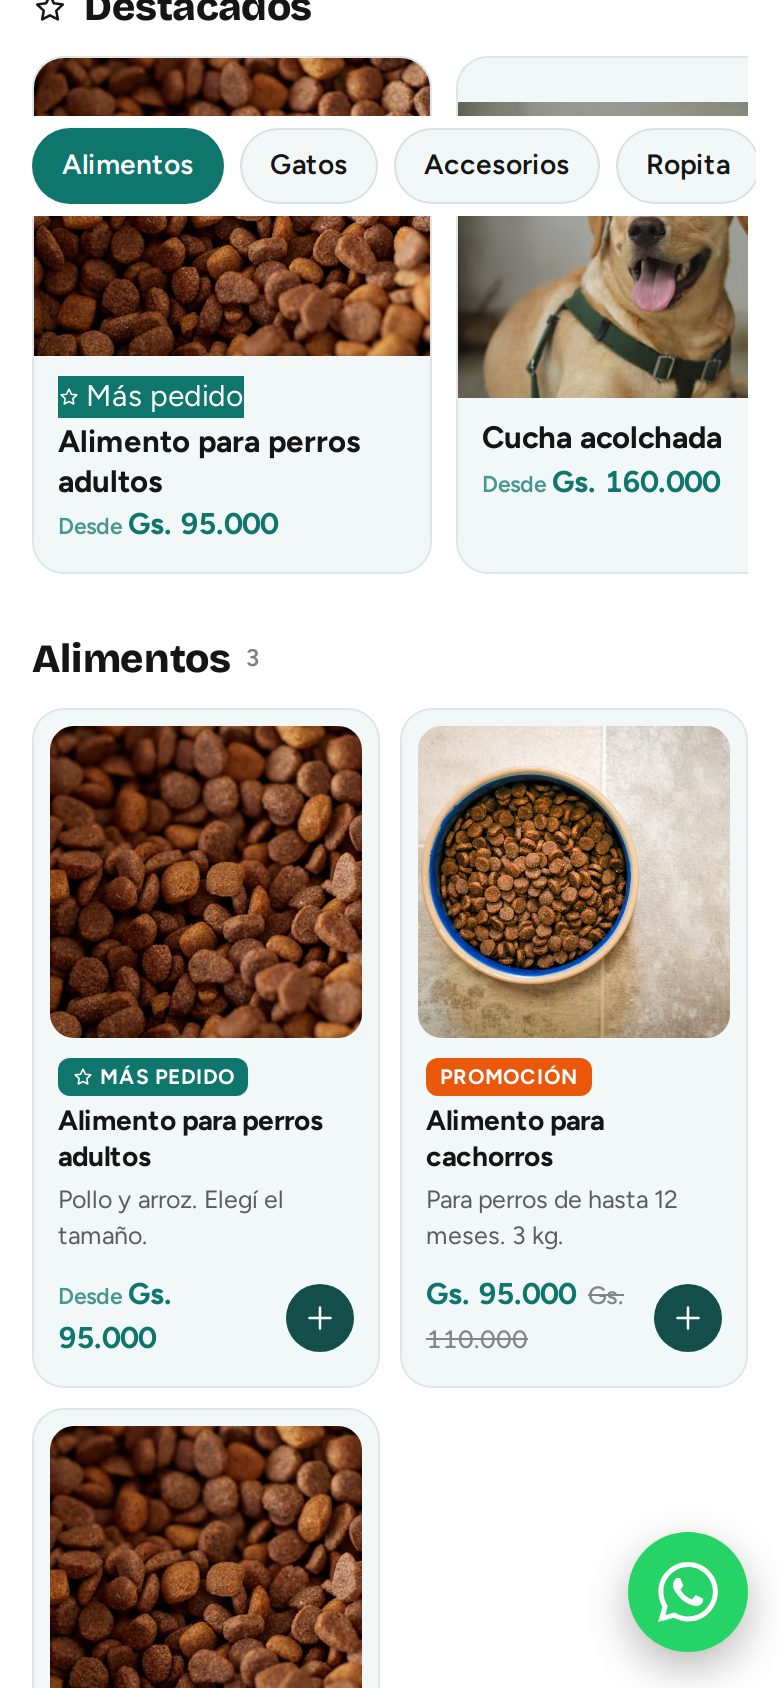 Destacados
Alimentos
Gatos
Accesorios
Ropita
Más pedido
Alimento para perros
adultos
Desde Gs. 95.000
Cucha acolchada
Desde Gs. 160.000
Alimentos 3
MÁS PEDIDO
Alimento para perros
adultos
Pollo y arroz. Elegí el
tamaño.
Desde Gs.
95.000
PROMOCIÓN
Alimento para
cachorros
Para perros de hasta 12
meses. 3 kg.
Gs. 95.000 Gs.
110.000